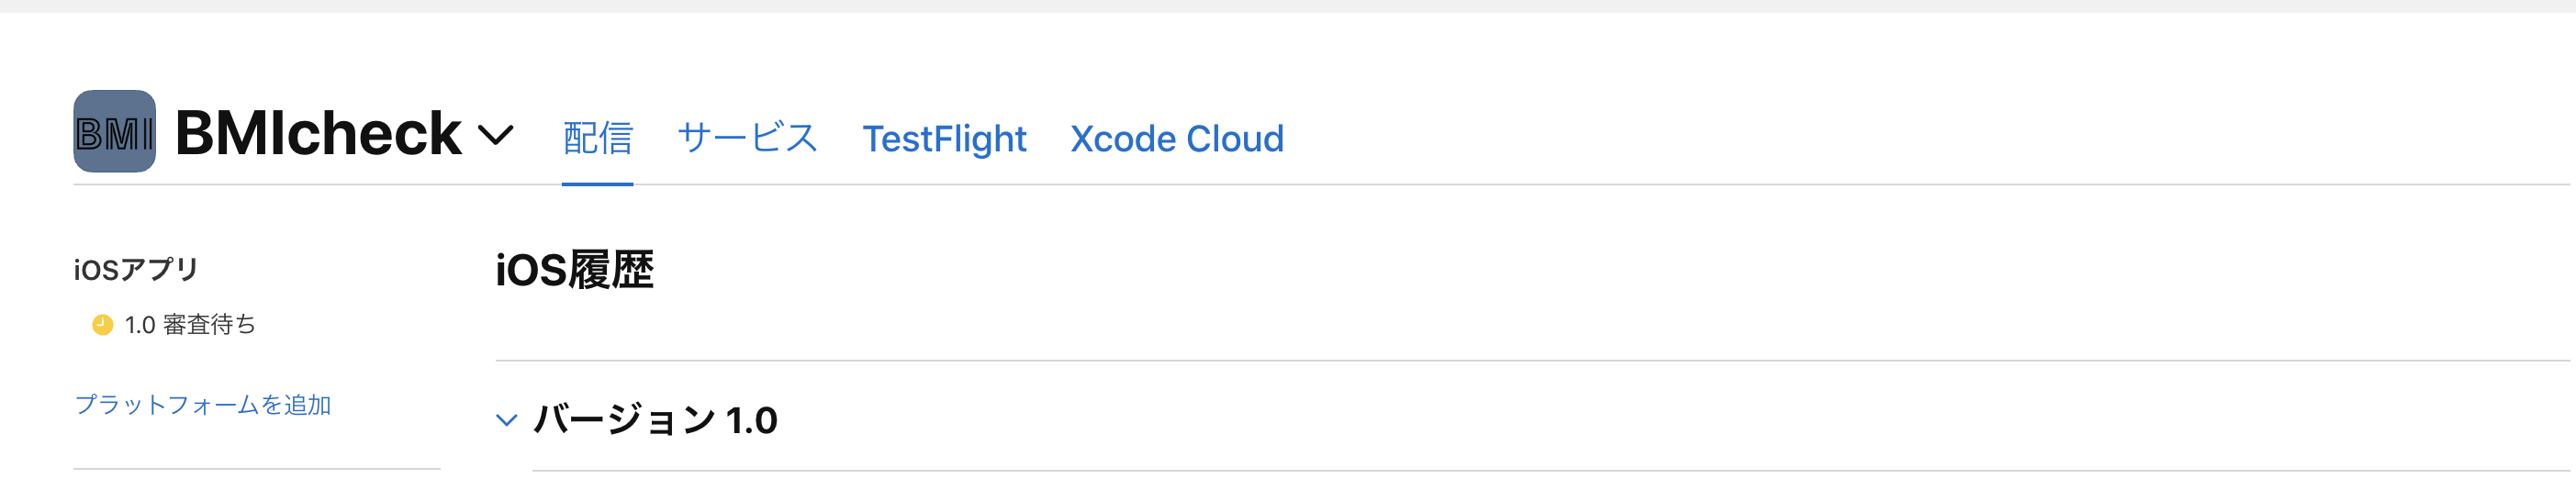 BMI BMIcheck 配信 サービス TestFlight Xcode Cloud
iOSアプリ
1.0 審査待ち
プラットフォームを追加
iOS履歴
バージョン 1.0